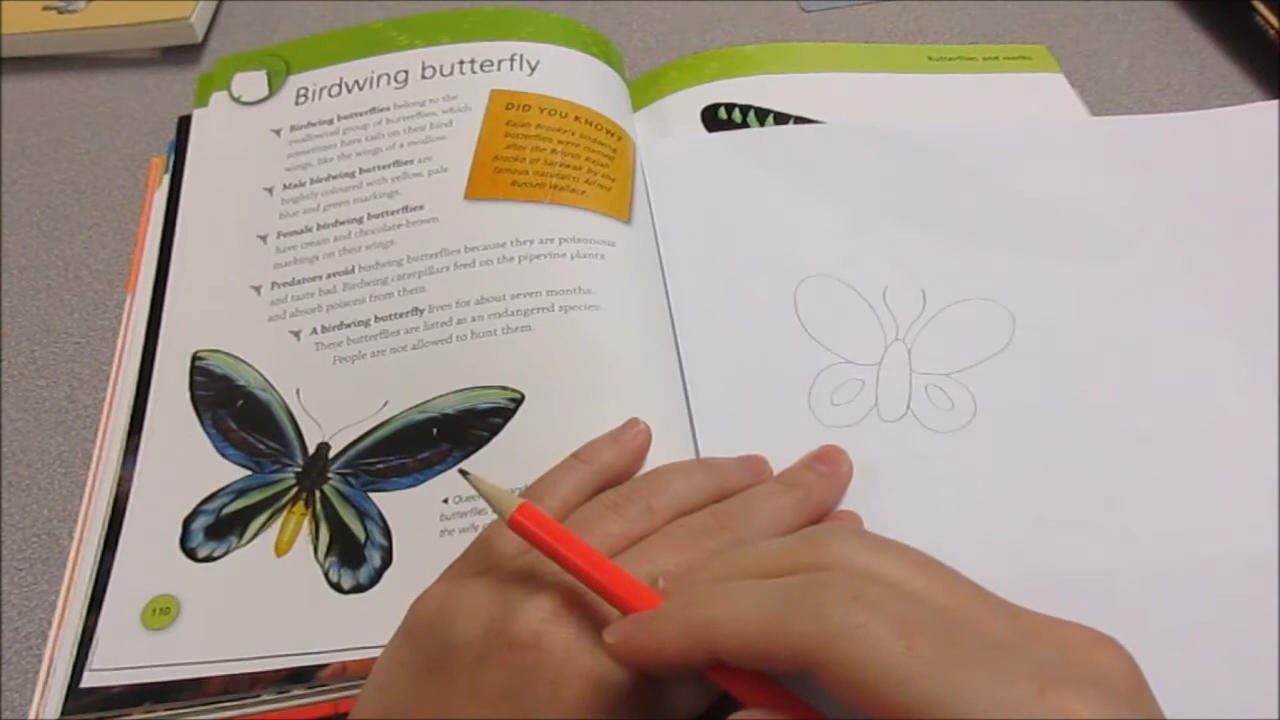 Birdwing butterfly
Birdwing butterflies belong to the
swallowtail group of butterflies, which
sometimes have tails on their hind
wings, like the wings of a swallow.
Male birdwing butterflies are
brightly coloured with yellow, pale
blue and green markings.
Female birdwing butterflies
have cream and chocolate-brown
markings on their wings.
Predators avoid birdwing butterflies because they are poisonous
and taste bad. Birdwing caterpillars feed on the pipevine plants
and absorb poisons from them.
A birdwing butterfly lives for about seven months.
These butterflies are listed as an endangered species.
People are not allowed to hunt them.
DID YOU KNOW?
Rajah Brooke's birdwing
butterflies were named
after the British Rajah
Brooke of Sarawak by the
famous naturalist Alfred
Russell Wallace.
butterflies
the wife
110
Butterflies and moths